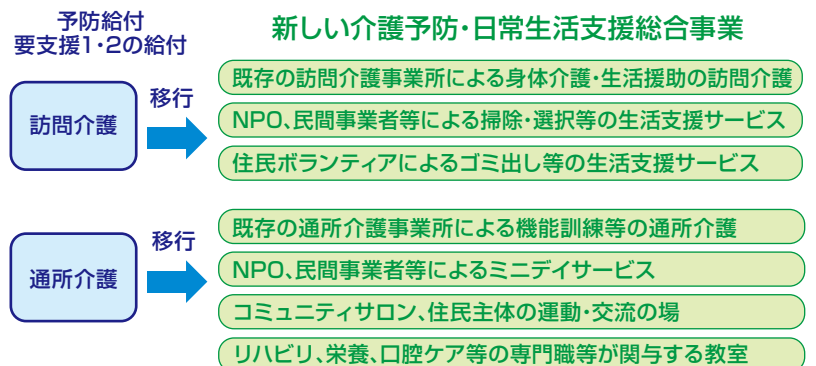 予防給付
要支援1・2の給付
新しい介護予防・日常生活支援総合事業
訪問介護
移行
既存の訪問介護事業所による身体介護・生活援助の訪問介護
NPO、民間事業者等による掃除・選択等の生活支援サービス
住民ボランティアによるゴミ出し等の生活支援サービス
通所介護
移行
既存の通所介護事業所による機能訓練等の通所介護
NPO、民間事業者等によるミニデイサービス
コミュニティサロン、住民主体の運動・交流の場
リハビリ、栄養、口腔ケア等の専門職等が関与する教室